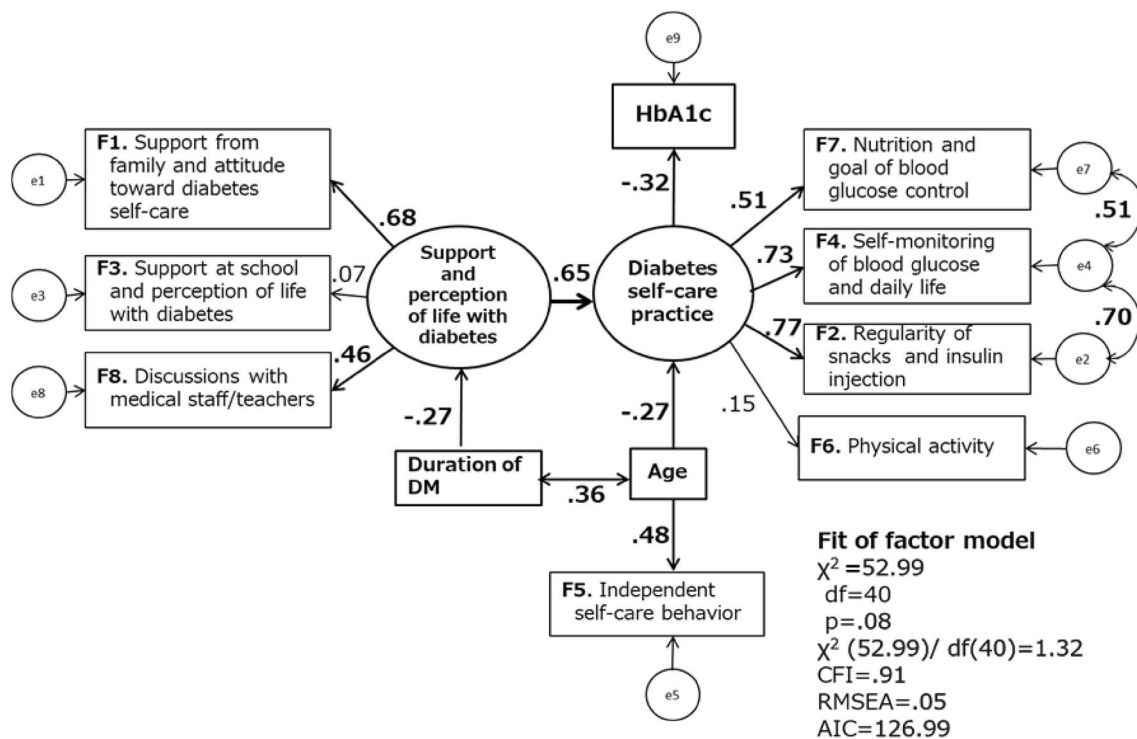 e9
HbA1c
F1. Support from
family and attitude
toward diabetes
self-care
e1
F7. Nutrition and
goal of blood
glucose control
e7
-.32
.51
.51
.68
F3. Support at school
and perception of life
with diabetes
e3
.07
Support
and
perception
of life with
diabetes
.65
Diabetes
self-care
practice
.73
F4. Self-monitoring
of blood glucose
and daily life
e4
.70
.77
F2. Regularity of
snacks and insulin
injection
e2
.46
F8. Discussions with
medical staff/teachers
e8
-.27
-.27
.15
F6. Physical activity
e6
Duration of
DM
.36
Age
.48
F5. Independent
self-care behavior
e5
Fit of factor model
χ² =52.99
df=40
p=.08
χ² (52.99)/ df(40)=1.32
CFI=.91
RMSEA=.05
AIC=126.99